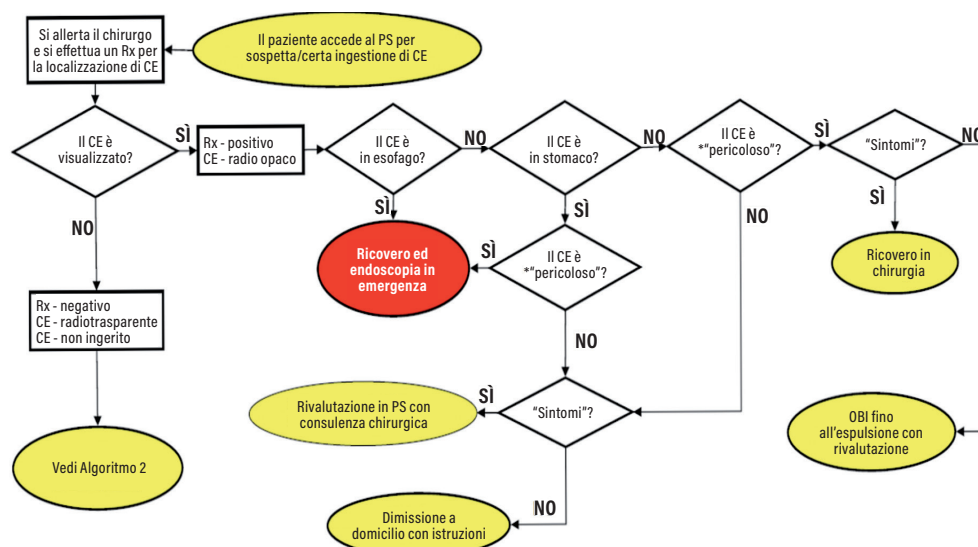 Si allerta il chirurgo
e si effettua un Rx per
la localizzazione di CE
Il paziente accede al PS per
sospetta/certa ingestione di CE
Il CE è
visualizzato?
SÌ
Rx - positivo
CE - radio opaco
Il CE è
in esofago?
NO
Il CE è
in stomaco?
NO
Il CE è
*“pericoloso”?
SÌ
“Sintomi”?
NO
NO
SÌ
SÌ
NO
SÌ
Ricovero ed
endoscopia in
emergenza
SÌ
Il CE è
*“pericoloso”?
Ricovero in
chirurgia
Rx - negativo
CE - radiotrasparente
CE - non ingerito
NO
Rivalutazione in PS con
consulenza chirurgica
SÌ
“Sintomi”?
OBI fino
all’espulsione con
rivalutazione
Vedi Algoritmo 2
NO
Dimissione a
domicilio con istruzioni